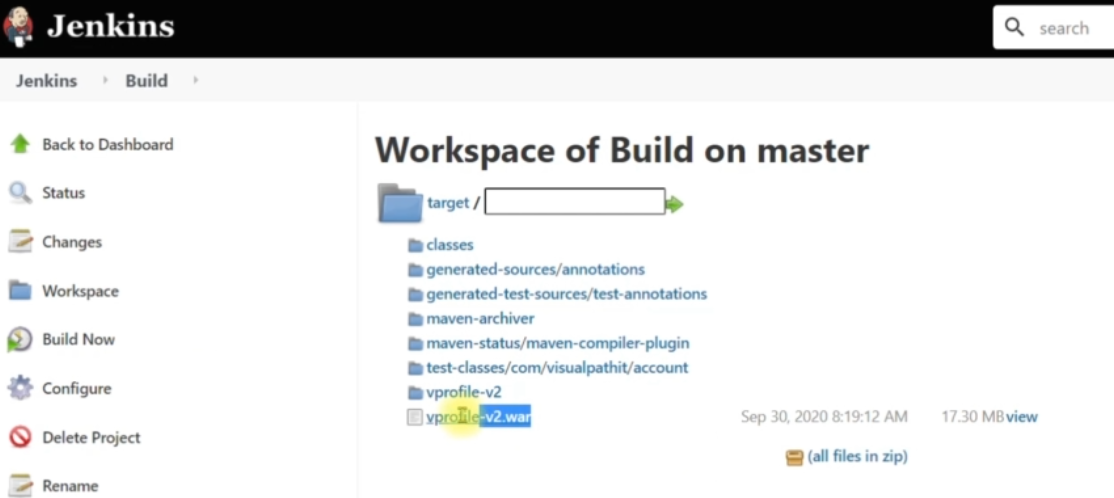 Jenkins
search
Jenkins
Build
Back to Dashboard
Status
Changes
Workspace
Build Now
Configure
Delete Project
Rename
Workspace of Build on master
target /
classes
generated-sources/annotations
generated-test-sources/test-annotations
maven-archiver
maven-status/maven-compiler-plugin
test-classes/com/visualpathit/account
vprofile-v2
vprofile-v2.war Sep 30, 2020 8:19:12 AM 17.30 MB view
(all files in zip)